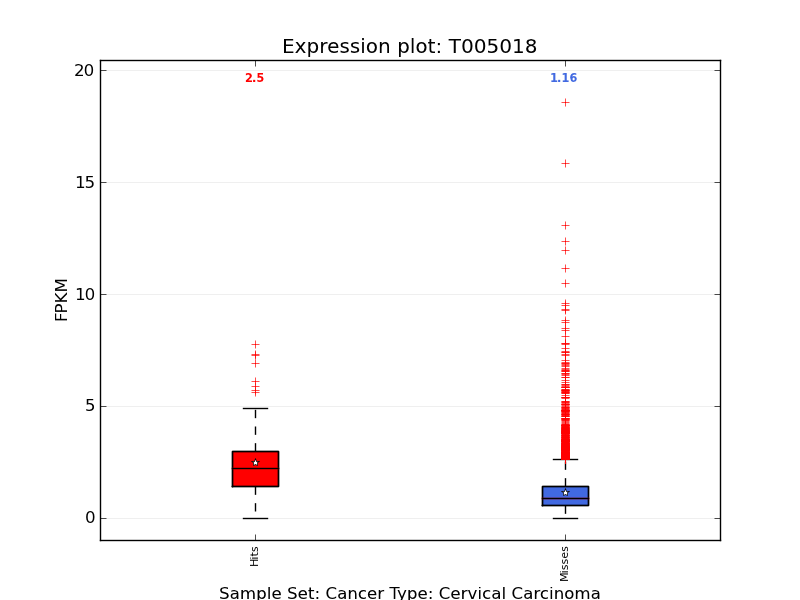 Expression plot: T005018
2.5
1.16
20
15
10
5
0
FPKM
Hits
Misses
Sample Set: Cancer Type: Cervical Carcinoma